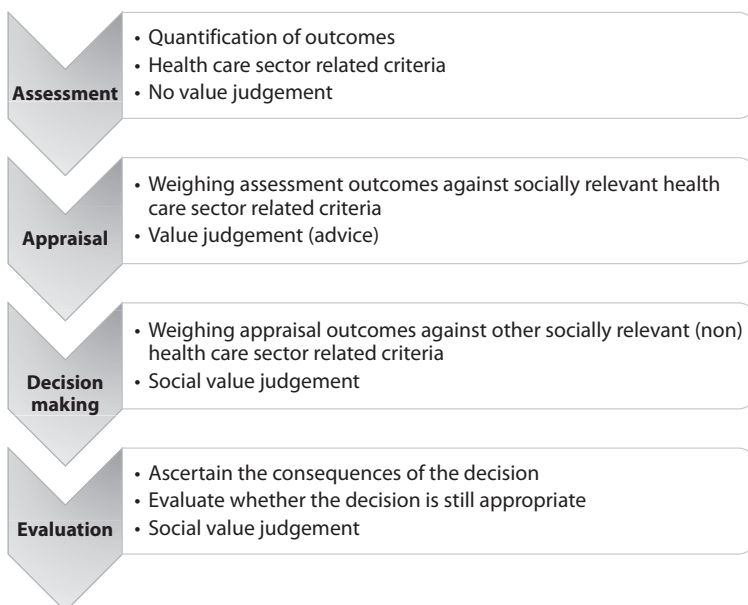 Assessment
• Quantification of outcomes
• Health care sector related criteria
• No value judgement
Appraisal
• Weighing assessment outcomes against socially relevant health
care sector related criteria
• Value judgement (advice)
Decision
making
• Weighing appraisal outcomes against other socially relevant (non)
health care sector related criteria
• Social value judgement
Evaluation
• Ascertain the consequences of the decision
• Evaluate whether the decision is still appropriate
• Social value judgement